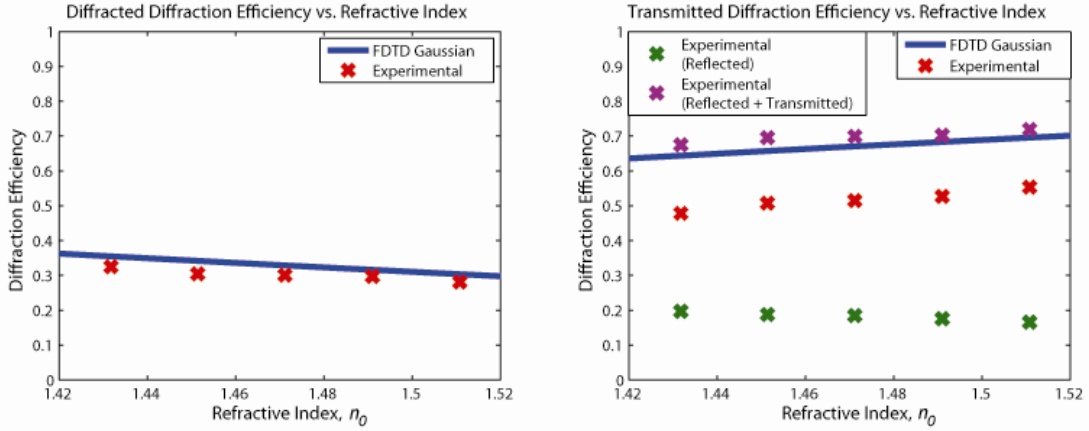 Diffracted Diffraction Efficiency vs. Refractive Index
FDTD Gaussian
Experimental
Diffraction Efficiency
1
0.9
0.8
0.7
0.6
0.5
0.4
0.3
0.2
0.1
0
1.42 1.44 1.46 1.48 1.5 1.52
Refractive Index, n0
Transmitted Diffraction Efficiency vs. Refractive Index
Experimental
(Reflected)
Experimental
(Reflected + Transmitted)
FDTD Gaussian
Experimental
Diffraction Efficiency
1
0.9
0.8
0.7
0.6
0.5
0.4
0.3
0.2
0.1
0
1.42 1.44 1.46 1.48 1.5 1.52
Refractive Index, n0